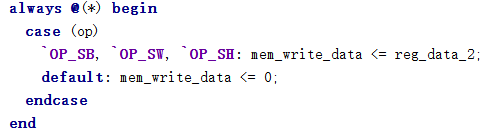 always @(*) begin
  case (op)
    `OP_SB, `OP_SW, `OP_SH: mem_write_data <= reg_data_2;
    default: mem_write_data <= 0;
  endcase
end